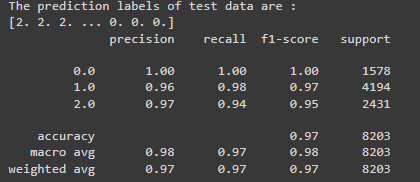 The prediction labels of test data are :
[2. 2. 2. ... 0. 0. 0.]
precision recall f1-score support
0.0 1.00 1.00 1.00 1578
1.0 0.96 0.98 0.97 4194
2.0 0.97 0.94 0.95 2431
accuracy 0.97 8203
macro avg 0.98 0.97 0.98 8203
weighted avg 0.97 0.97 0.97 8203